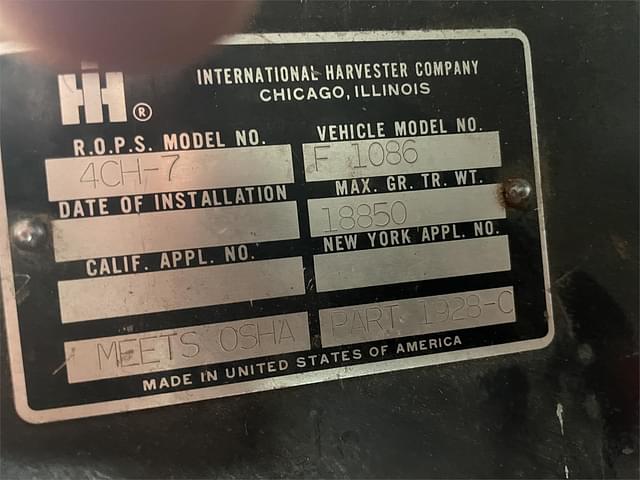 IH ®
INTERNATIONAL HARVESTER COMPANY
CHICAGO, ILLINOIS
R.O.P.S. MODEL NO.
4CH-7
VEHICLE MODEL NO.
F 1086
DATE OF INSTALLATION
MAX. GR. TR. WT.
18850
CALIF. APPL. NO.
NEW YORK APPL. NO.
MEETS OSHA PART 1928-C
MADE IN UNITED STATES OF AMERICA